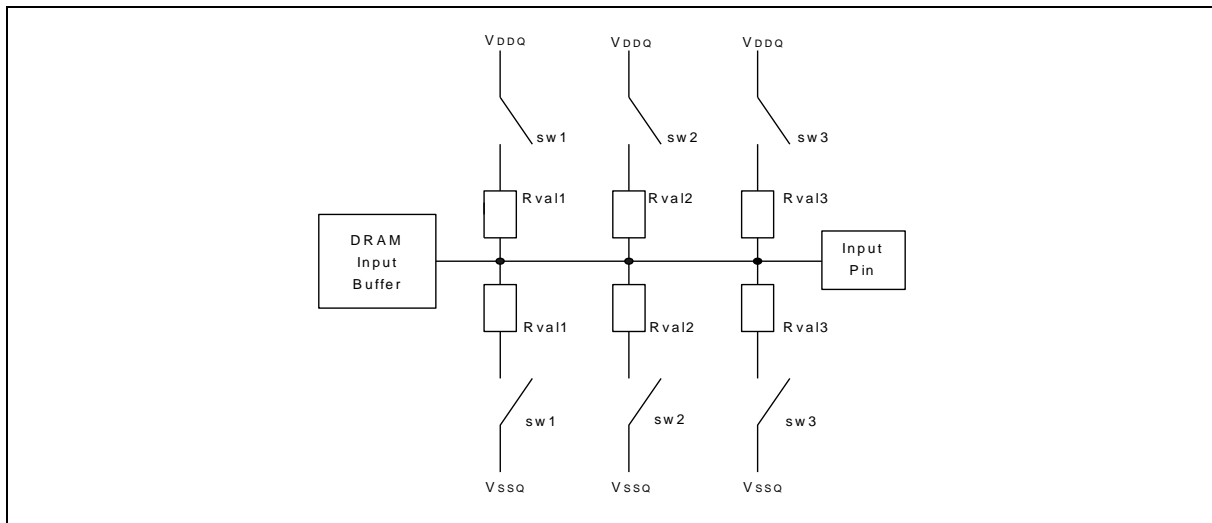 VDDQ VDDQ VDDQ
sw1 sw2 sw3
Rval1 Rval2 Rval3
DRAM
Input
Buffer
Input
Pin
Rval1 Rval2 Rval3
sw1 sw2 sw3
VSSQ VSSQ VSSQ